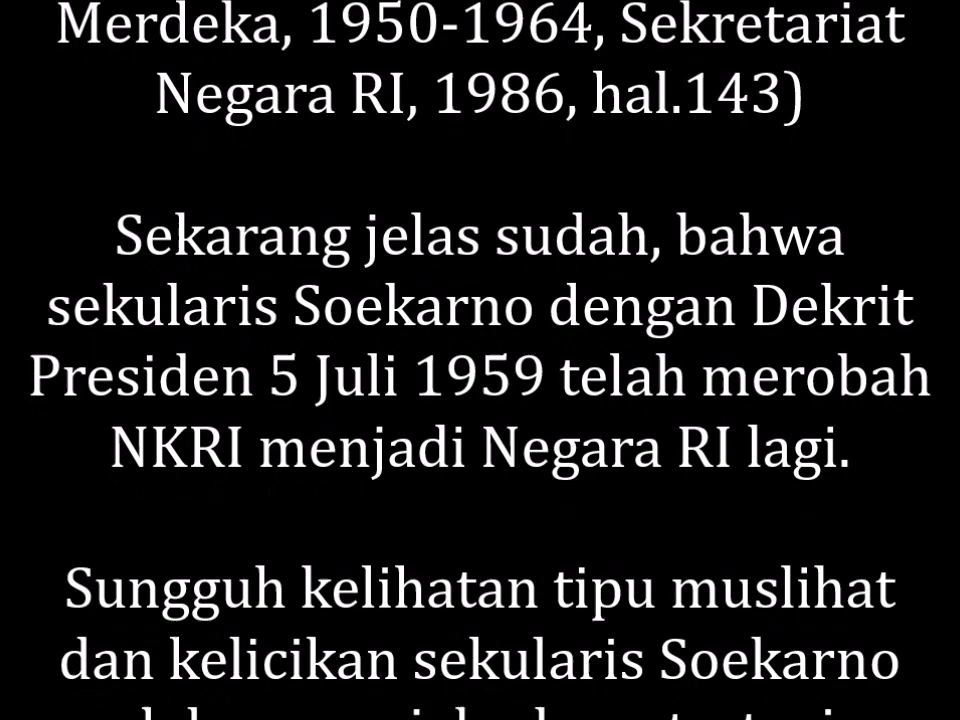 Merdeka, 1950-1964, Sekretariat
Negara RI, 1986, hal.143)
Sekarang jelas sudah, bahwa
sekularis Soekarno dengan Dekrit
Presiden 5 Juli 1959 telah merobah
NKRI menjadi Negara RI lagi.
Sungguh kelihatan tipu muslihat
dan kelicikan sekularis Soekarno